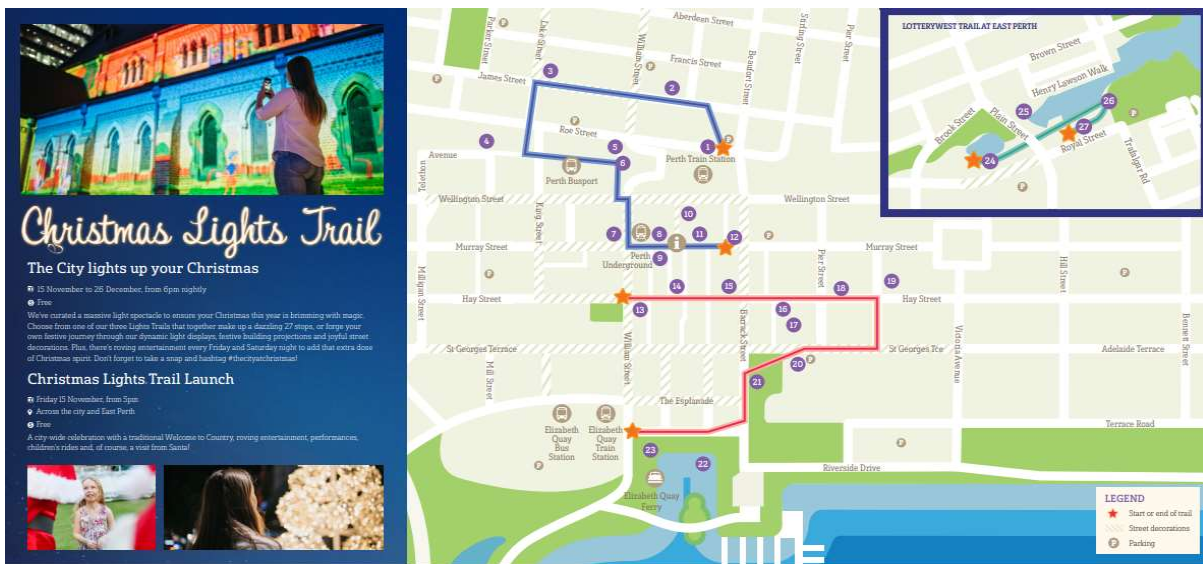 Christmas Lights Trail
The City lights up your Christmas
15 November to 26 December, from 6pm nightly
Free
We've curated a massive light spectacle to ensure your Christmas this year is brimming with magic.
Choose from one of our three Lights Trails that together make up a dazzling 27 stops, or forge your
own festive journey through our dynamic light displays, festive building projections and joyful street
decorations. Plus, there's roving entertainment every Friday and Saturday night to add that extra dose
of Christmas spirit. Don't forget to take a snap and hashtag #thecityatchristmas!
Christmas Lights Trail Launch
Friday 15 November, from 5pm
Across the city and East Perth
Free
A city-wide celebration with a traditional Welcome to Country, roving entertainment, performances,
children's rides and, of course, a visit from Santa!
Parker Street
Lake Street
William Street
Aberdeen Street
Stirling Street
Pier Street
Beaufort Street
Francis Street
James Street
P
P
P
P
3
2
Roe Street
P
4
5
6
1
P
Avenue
Perth Busport
Perth Train Station
Wellington Street
Wellington Street
King Street
7
8
10
11
12
i
P
Murray Street
Murray Street
Perth
Underground
9
Milligan Street
P
14
15
Pier Street
18
19
Hill Street
P
Hay Street
Hay Street
13
16
17
William Street
Barrack Street
Victoria Avenue
Bennett Street
St Georges Terrace
St Georges Tce
Adelaide Terrace
Mill Street
20
P
21
The Esplanade
Elizabeth
Quay
Bus
Station
Elizabeth
Quay
Train
Station
Terrace Road
P
P
23
22
Riverside Drive
Elizabeth Quay
Ferry
LOTTERYWEST TRAIL AT EAST PERTH
Brown Street
Henry Lawson Walk
Brook Street
Plain Street
25
26
27
P
Royal Street
24
Trafalgar Rd
P
LEGEND
Start or end of trail
Street decorations
P Parking